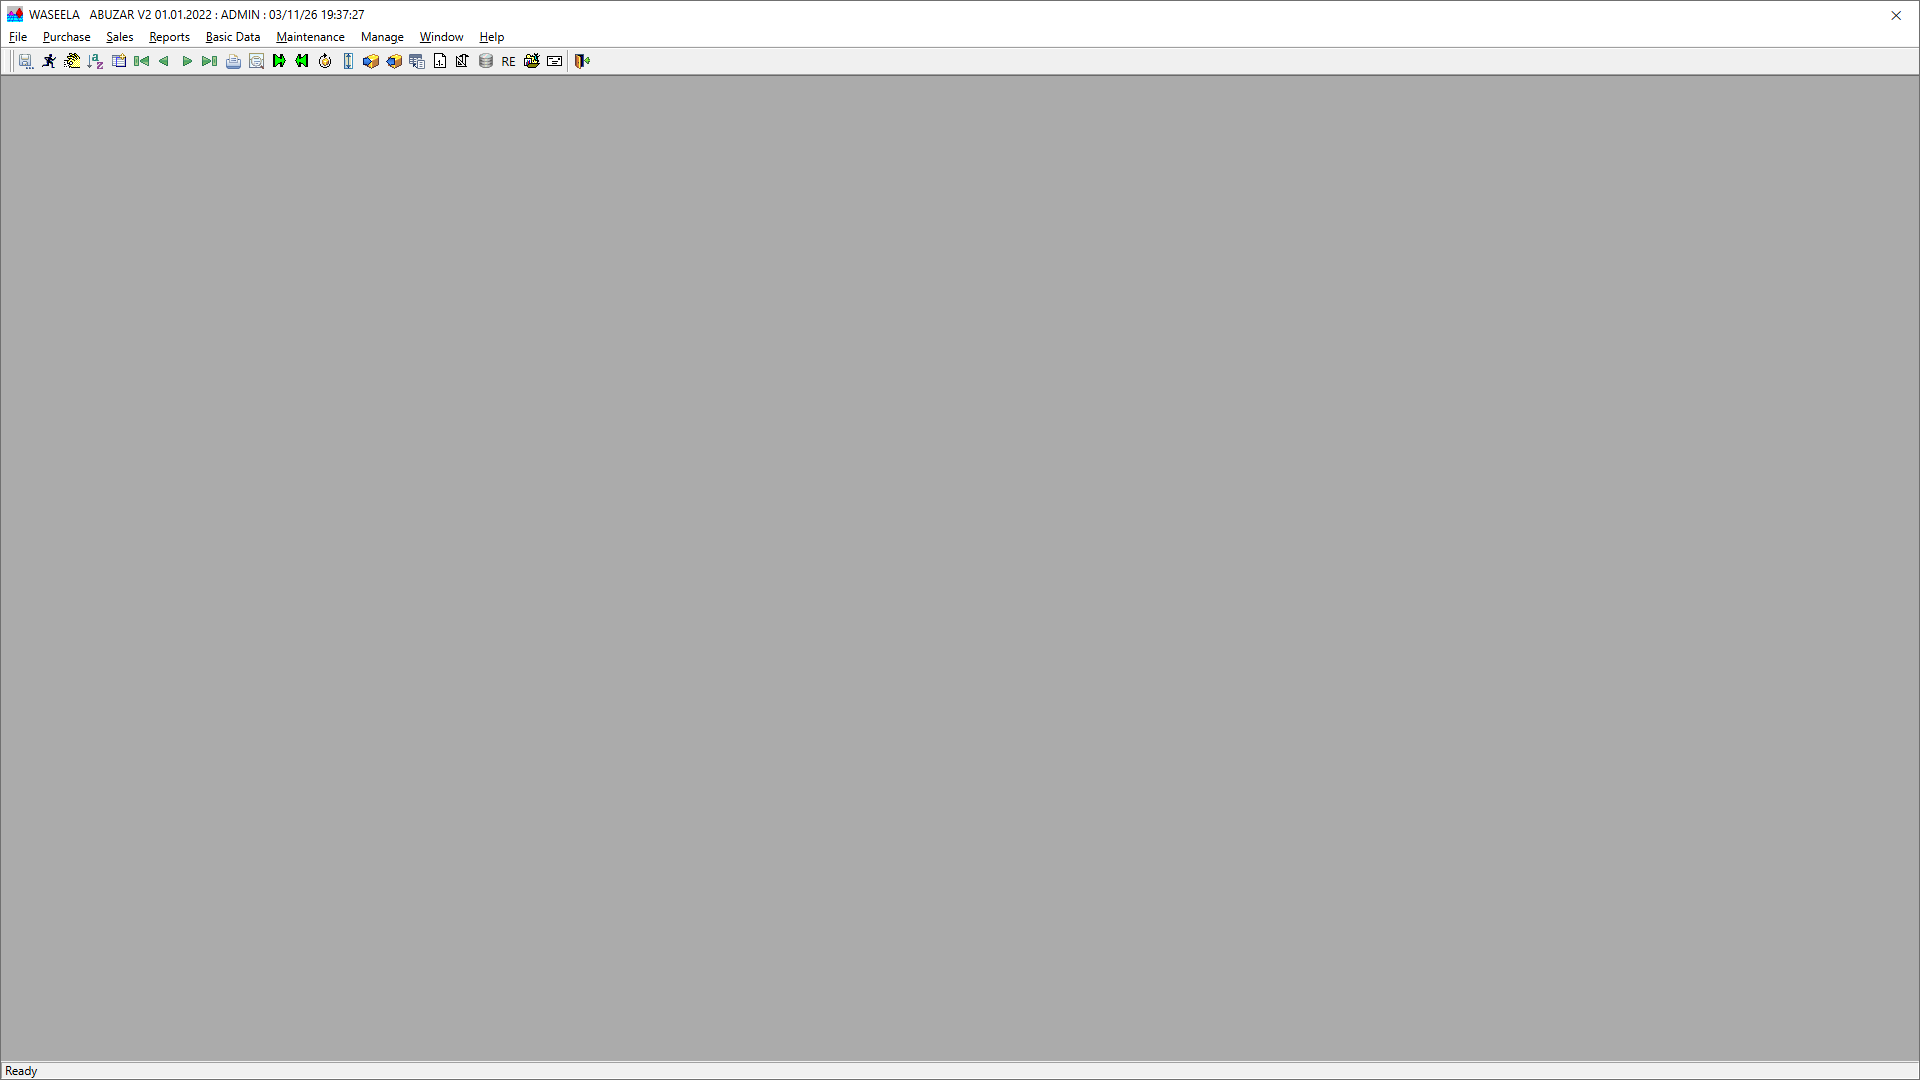 WASEELA   ABUZAR V2 01.01.2022 : ADMIN : 03/11/26 19:37:27
File Purchase Sales Reports Basic Data Maintenance Manage Window Help
RE
Ready